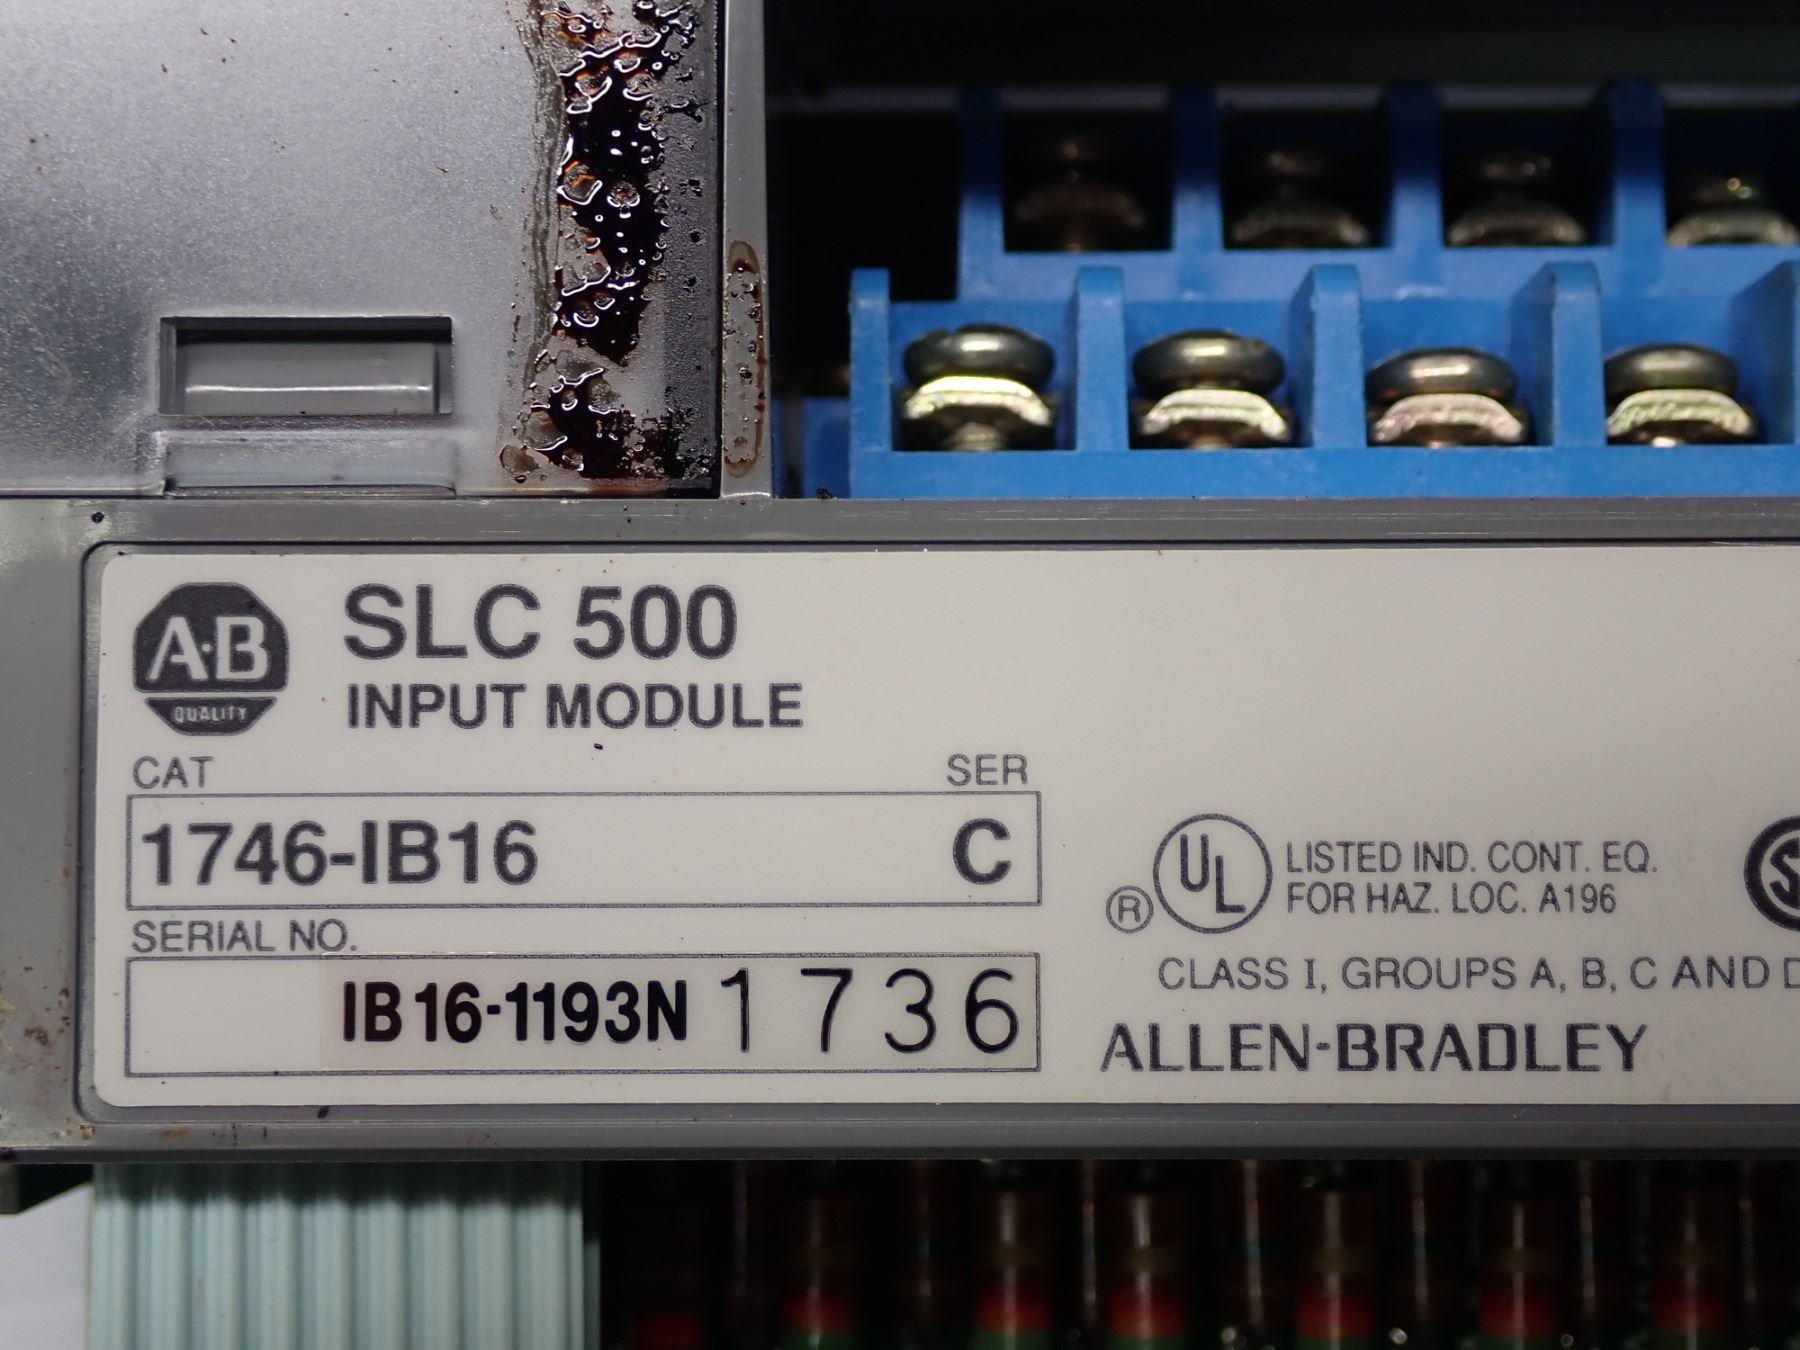 A·B
QUALITY
SLC 500
INPUT MODULE
CAT
SER
1746-IB16
C
SERIAL NO.
IB16-1193N 1736
® UL
LISTED IND. CONT. EQ.
FOR HAZ. LOC. A196
CLASS I, GROUPS A, B, C AND D
ALLEN-BRADLEY